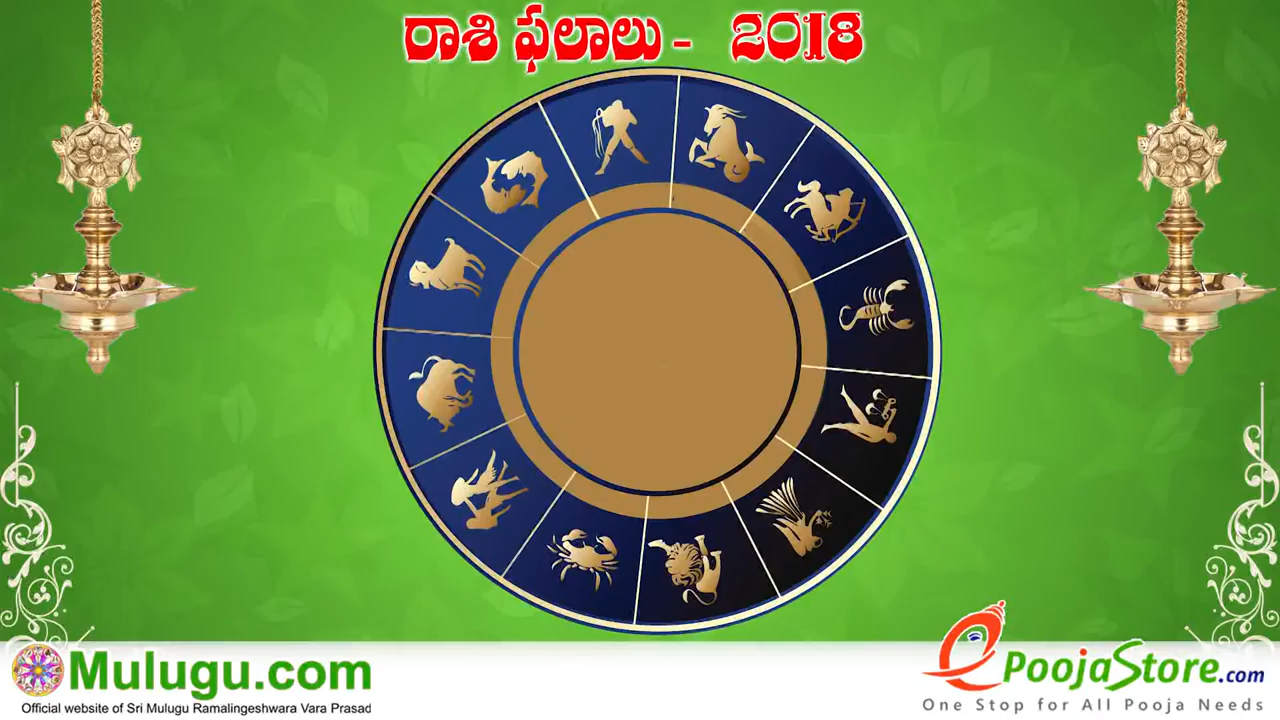 రాశి ఫలాలు - 2018
Mulugu.com
Official website of Sri Mulugu Ramalingeshwara Vara Prasad
ePoojaStore.com
One Stop for All Pooja Needs